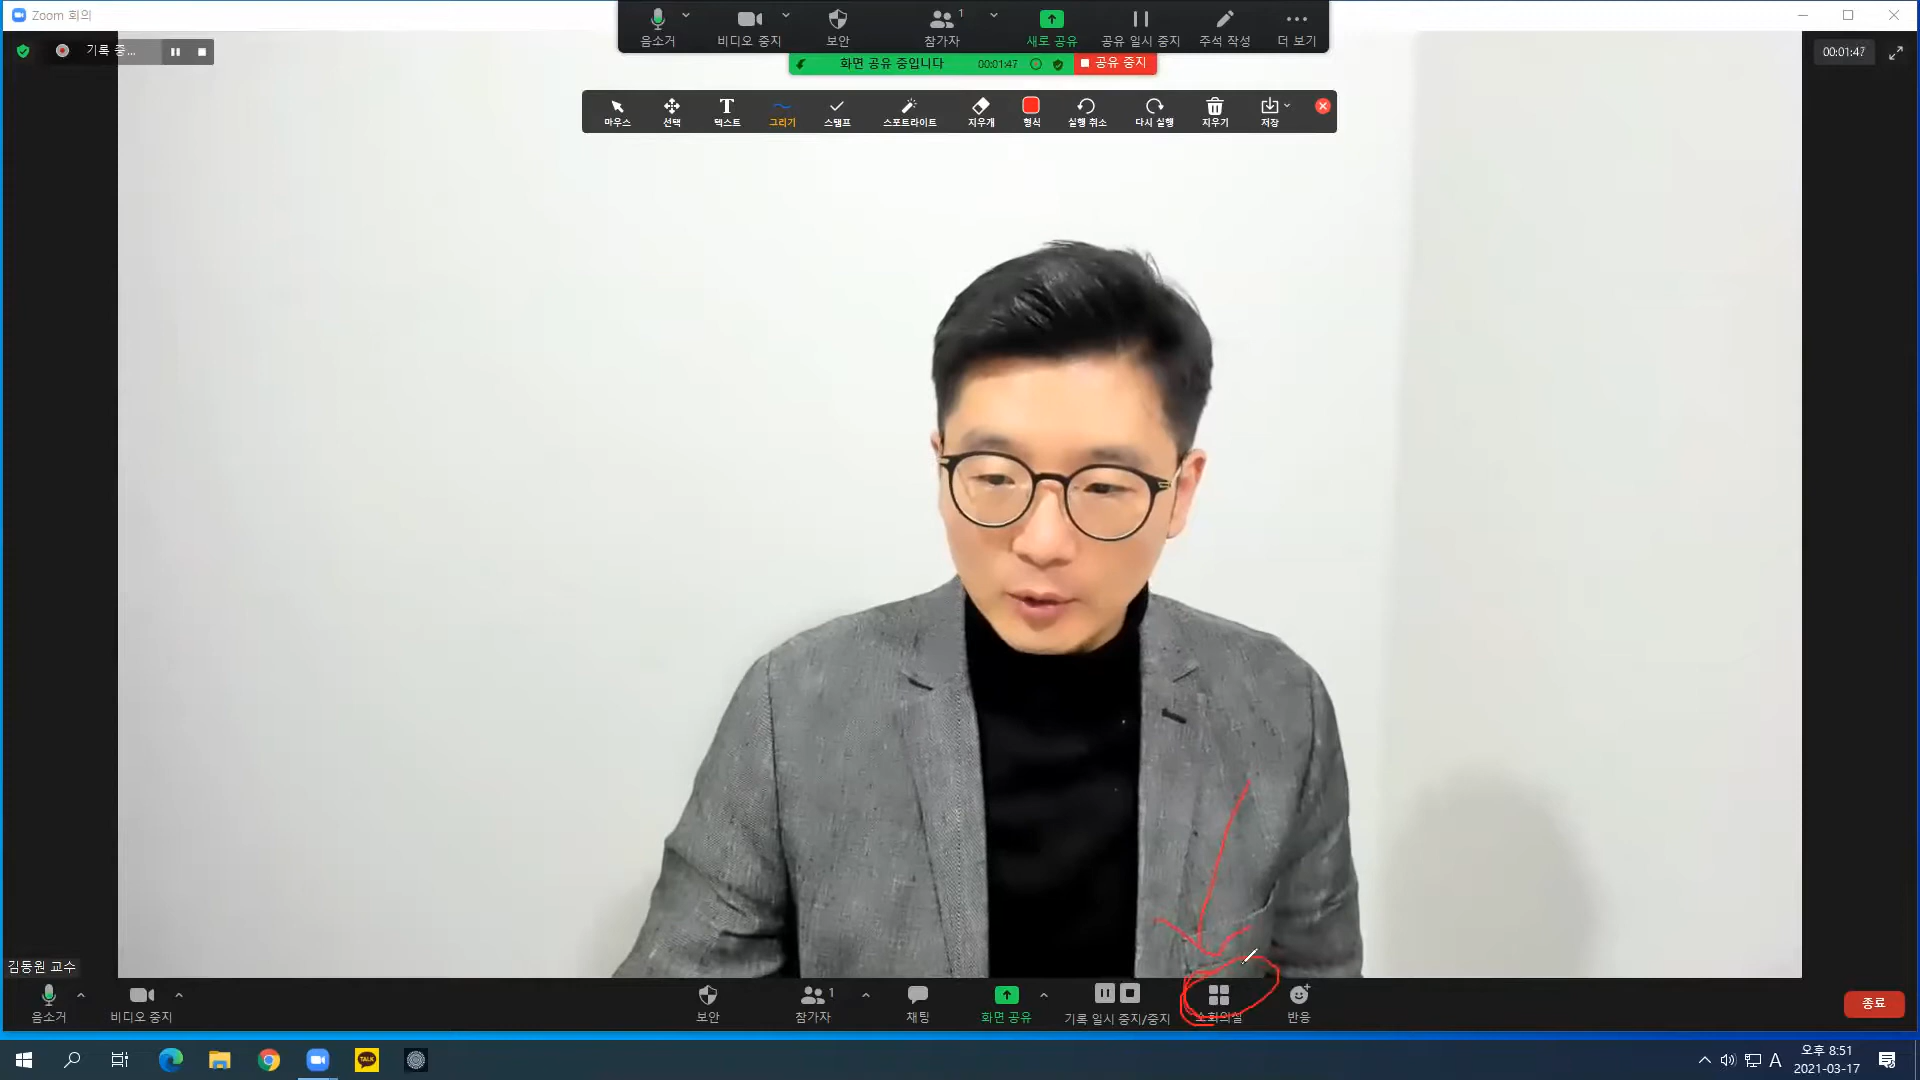 Zoom 회의
음소거 비디오 중지 보안 참가자 1 새로 공유 공유 일시 중지 주석 작성 더 보기
기록 중...
00:01:47
화면 공유 중입니다 00:01:47 공유 중지
마우스 선택 텍스트 그리기 스탬프 스포트라이트 지우개 형식 실행 취소 다시 실행 지우기 저장
김동원 교수
음소거 비디오 중지 보안 참가자 1 채팅 화면 공유 기록 일시 중지/중지 소회의실 반응 종료
TALK
A 오후 8:51
2021-03-17